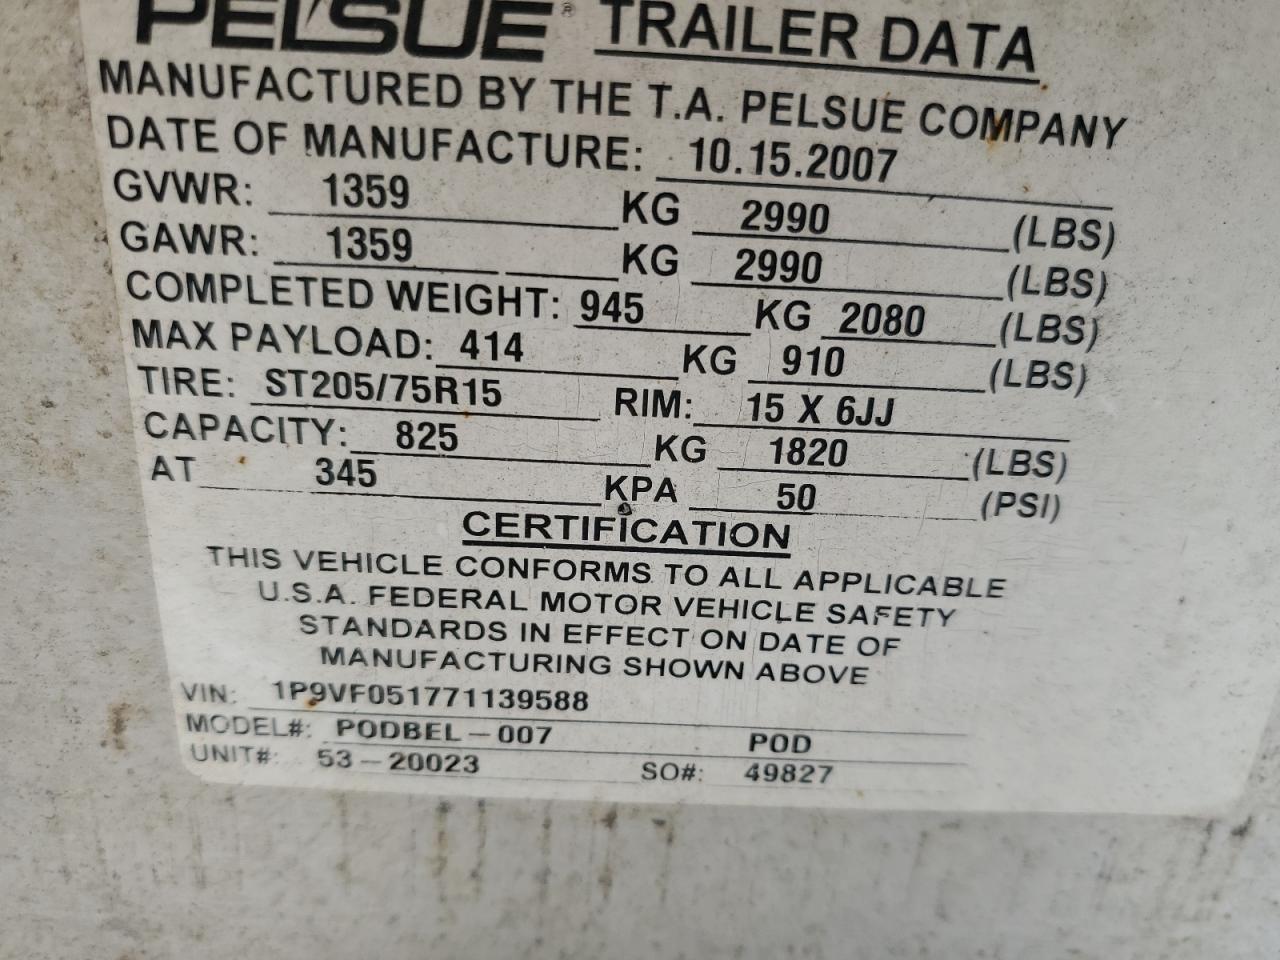 PELSUE® TRAILER DATA
MANUFACTURED BY THE T.A. PELSUE COMPANY
DATE OF MANUFACTURE: 10.15.2007
GVWR: 1359 KG 2990 (LBS)
GAWR: 1359 KG 2990 (LBS)
COMPLETED WEIGHT: 945 KG 2080 (LBS)
MAX PAYLOAD: 414 KG 910 (LBS)
TIRE: ST205/75R15 RIM: 15 X 6JJ
CAPACITY: 825 KG 1820 (LBS)
AT 345 KPA 50 (PSI)
CERTIFICATION
THIS VEHICLE CONFORMS TO ALL APPLICABLE
U.S.A. FEDERAL MOTOR VEHICLE SAFETY
STANDARDS IN EFFECT ON DATE OF
MANUFACTURING SHOWN ABOVE
VIN: 1P9VF051771139588
MODEL#: PODBEL-007 POD
UNIT#: 53-20023 SO#: 49827